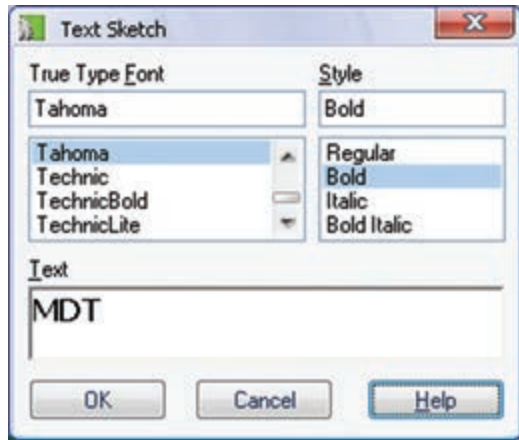 Text Sketch
True Type Font
Style
Tahoma
Bold
Tahoma
Technic
TechnicBold
TechnicLite
Regular
Bold
Italic
Bold Italic
Text
MDT
OK
Cancel
Help